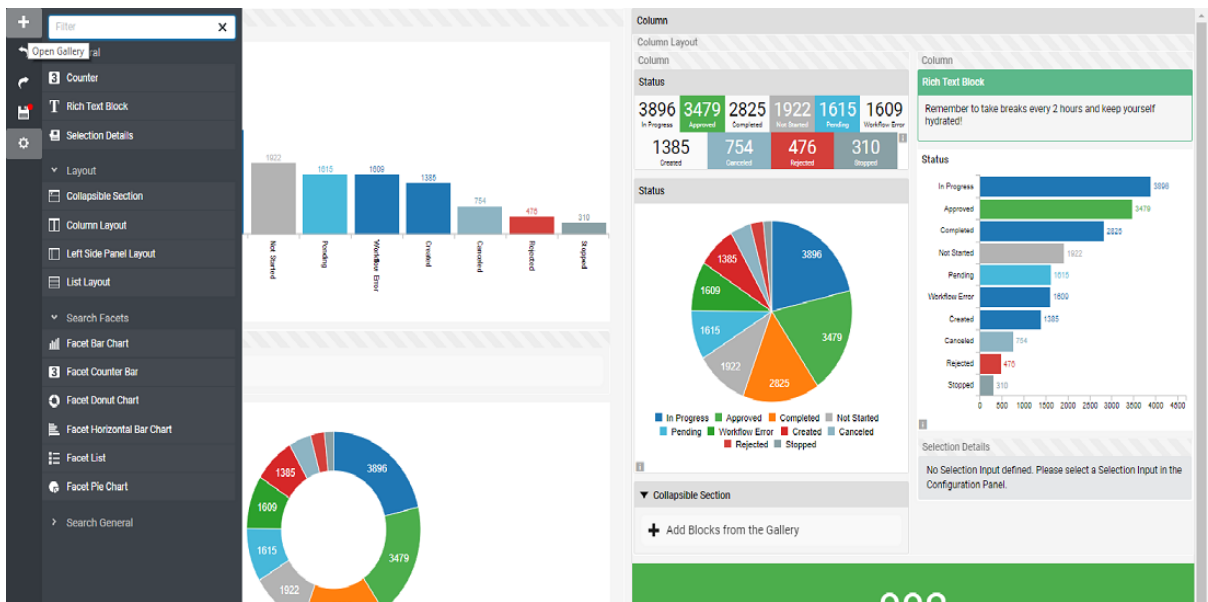 Filter X
Open Gallery
ral
Counter
Rich Text Block
Selection Details
Layout
Collapsible Section
Column Layout
Left Side Panel Layout
List Layout
Search Facets
Facet Bar Chart
Facet Counter Bar
Facet Donut Chart
Facet Horizontal Bar Chart
Facet List
Facet Pie Chart
Search General
1922
1615
1609
1385
754
476
310
Not Started
Pending
Workflow Error
Created
Canceled
Rejected
Stopped
3896
3479
1385
1609
1615
1922
Column
Column Layout
Column
Status
3896 3479 2825 1922 1615 1609
In Progress Approved Completed Not Started Pending Workflow Error
1385 754 476 310
Created Canceled Rejected Stopped
Status
3896
3479
2825
1922
1615
1609
1385
In Progress Approved Completed Not Started
Pending Workflow Error Created Canceled
Rejected Stopped
Collapsible Section
Add Blocks from the Gallery
Column
Rich Text Block
Remember to take breaks every 2 hours and keep yourself
hydrated!
Status
In Progress 3896
Approved 3479
Completed 2825
Not Started 1922
Pending 1615
Workflow Error 1609
Created 1385
Canceled 754
Rejected 476
Stopped 310
0 500 1000 1500 2000 2500 3000 3500 4000 4500
Selection Details
No Selection Input defined. Please select a Selection Input in the
Configuration Panel.